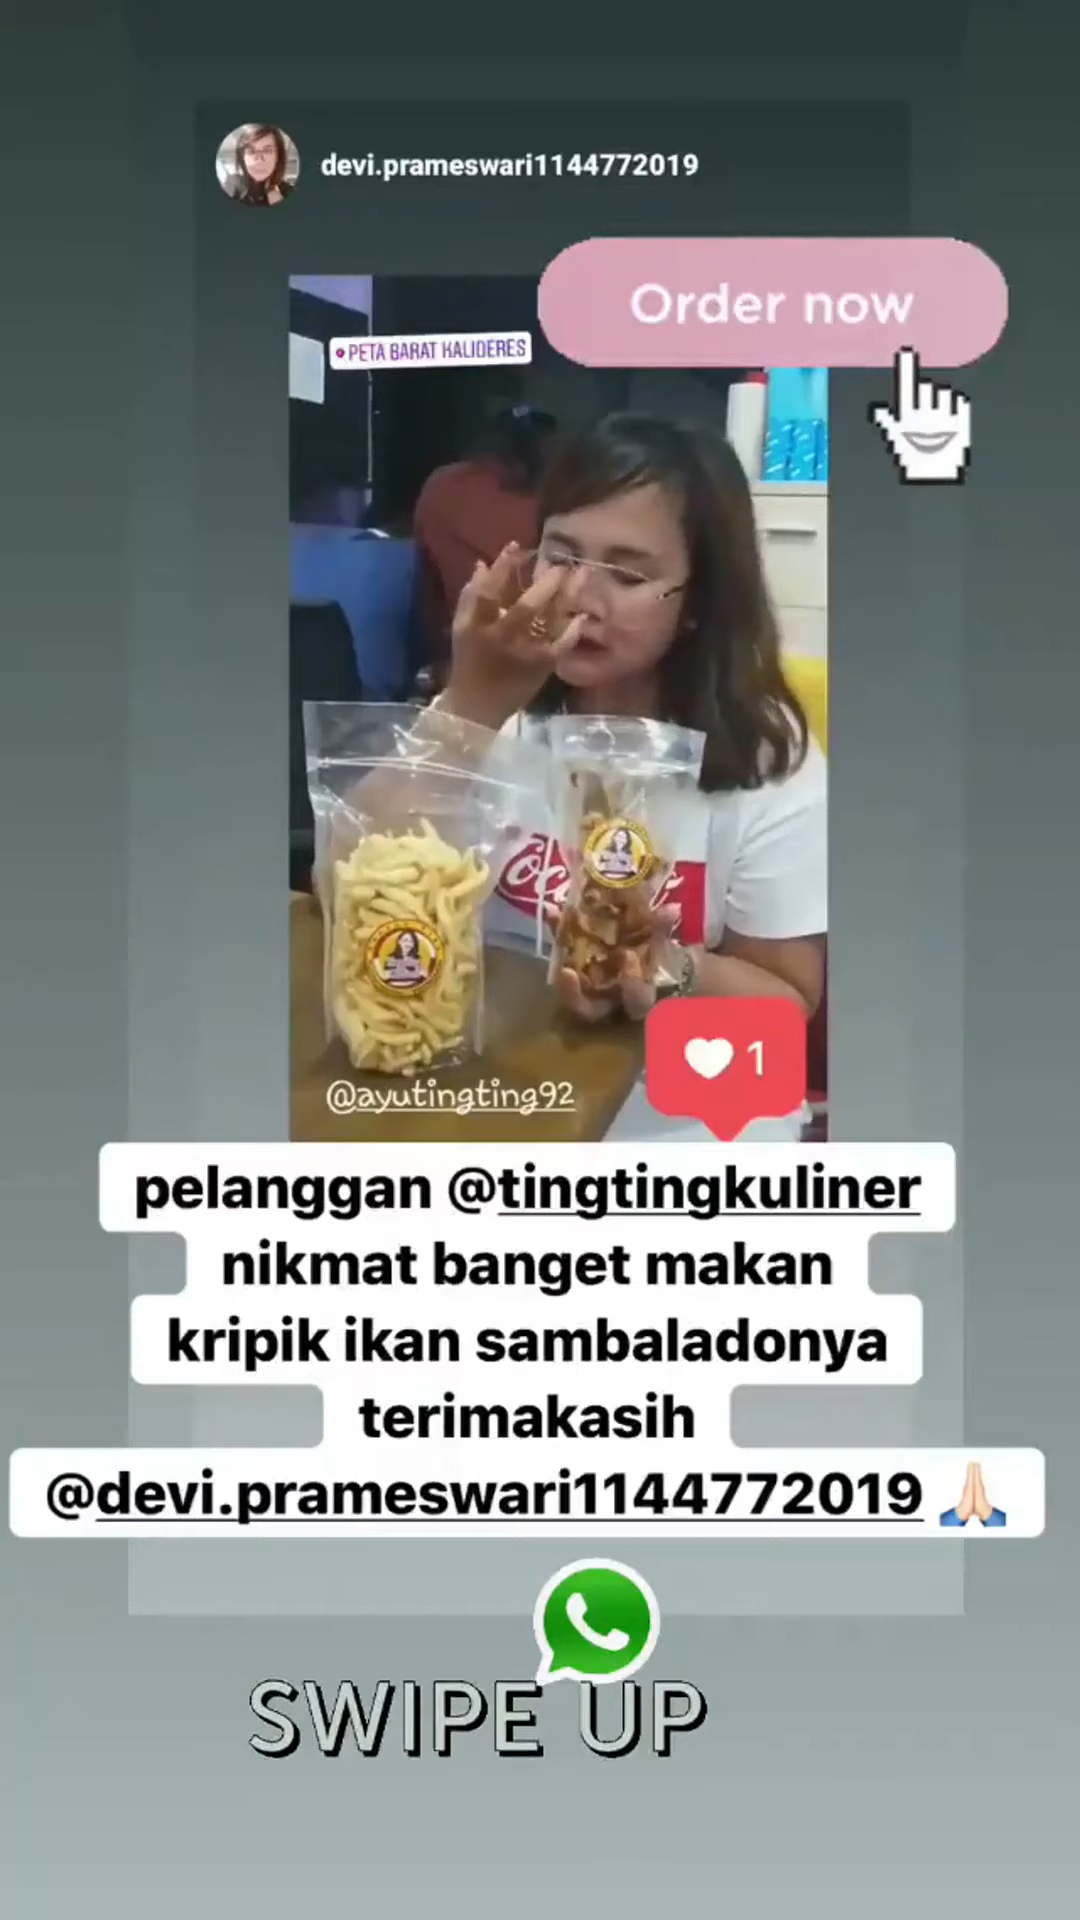 devi.prameswari1144772019
Order now
PETA BARAT KALIDERES
@ayutingting92
1
pelanggan @tingtingkuliner
nikmat banget makan
kripik ikan sambaladonya
terimakasih
@devi.prameswari1144772019
SWIPE UP